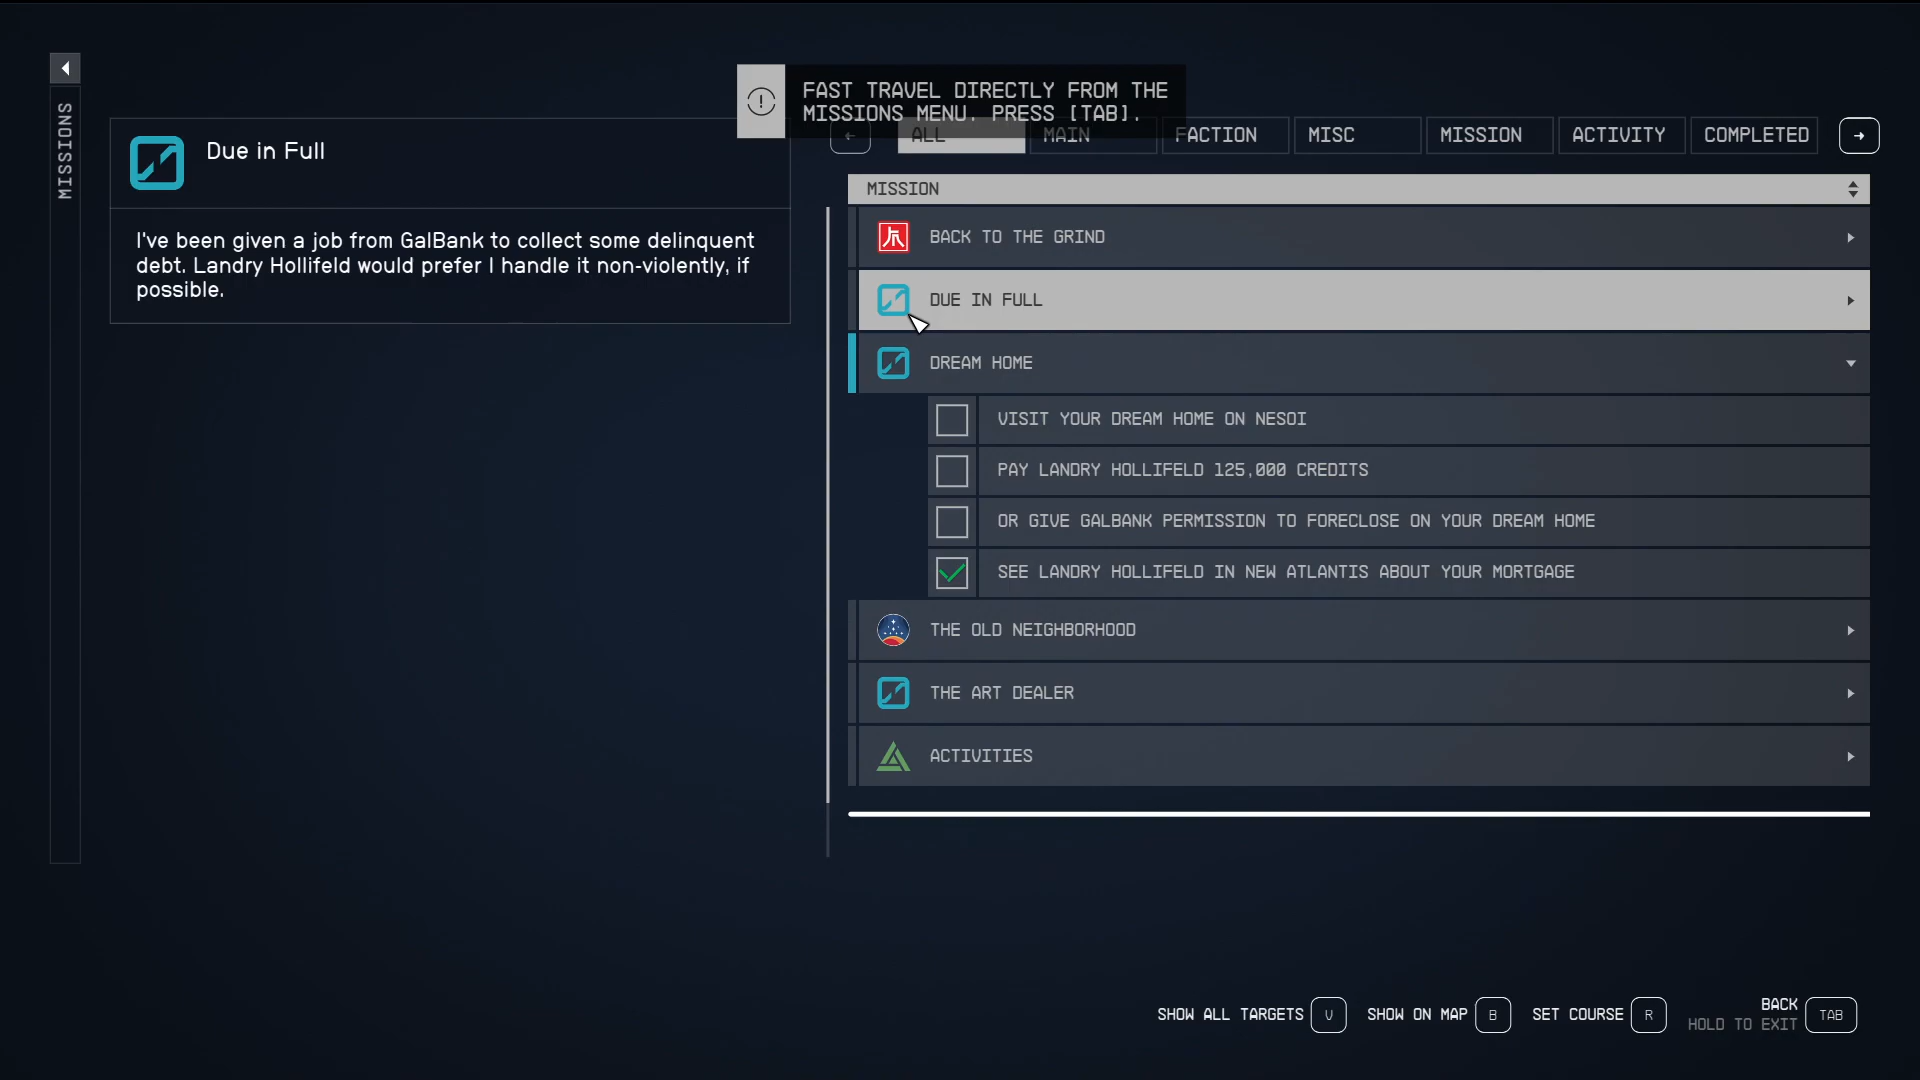 FAST TRAVEL DIRECTLY FROM THE
MISSIONS MENU. PRESS [TAB].
MISSIONS
Due in Full
I've been given a job from GalBank to collect some delinquent
debt. Landry Hollifeld would prefer I handle it non-violently, if
possible.
ALL
MAIN
FACTION
MISC
MISSION
ACTIVITY
COMPLETED
MISSION
BACK TO THE GRIND
DUE IN FULL
DREAM HOME
VISIT YOUR DREAM HOME ON NESOI
PAY LANDRY HOLLIFELD 125,000 CREDITS
OR GIVE GALBANK PERMISSION TO FORECLOSE ON YOUR DREAM HOME
SEE LANDRY HOLLIFELD IN NEW ATLANTIS ABOUT YOUR MORTGAGE
THE OLD NEIGHBORHOOD
THE ART DEALER
ACTIVITIES
SHOW ALL TARGETS V
SHOW ON MAP B
SET COURSE R
BACK
HOLD TO EXIT
TAB